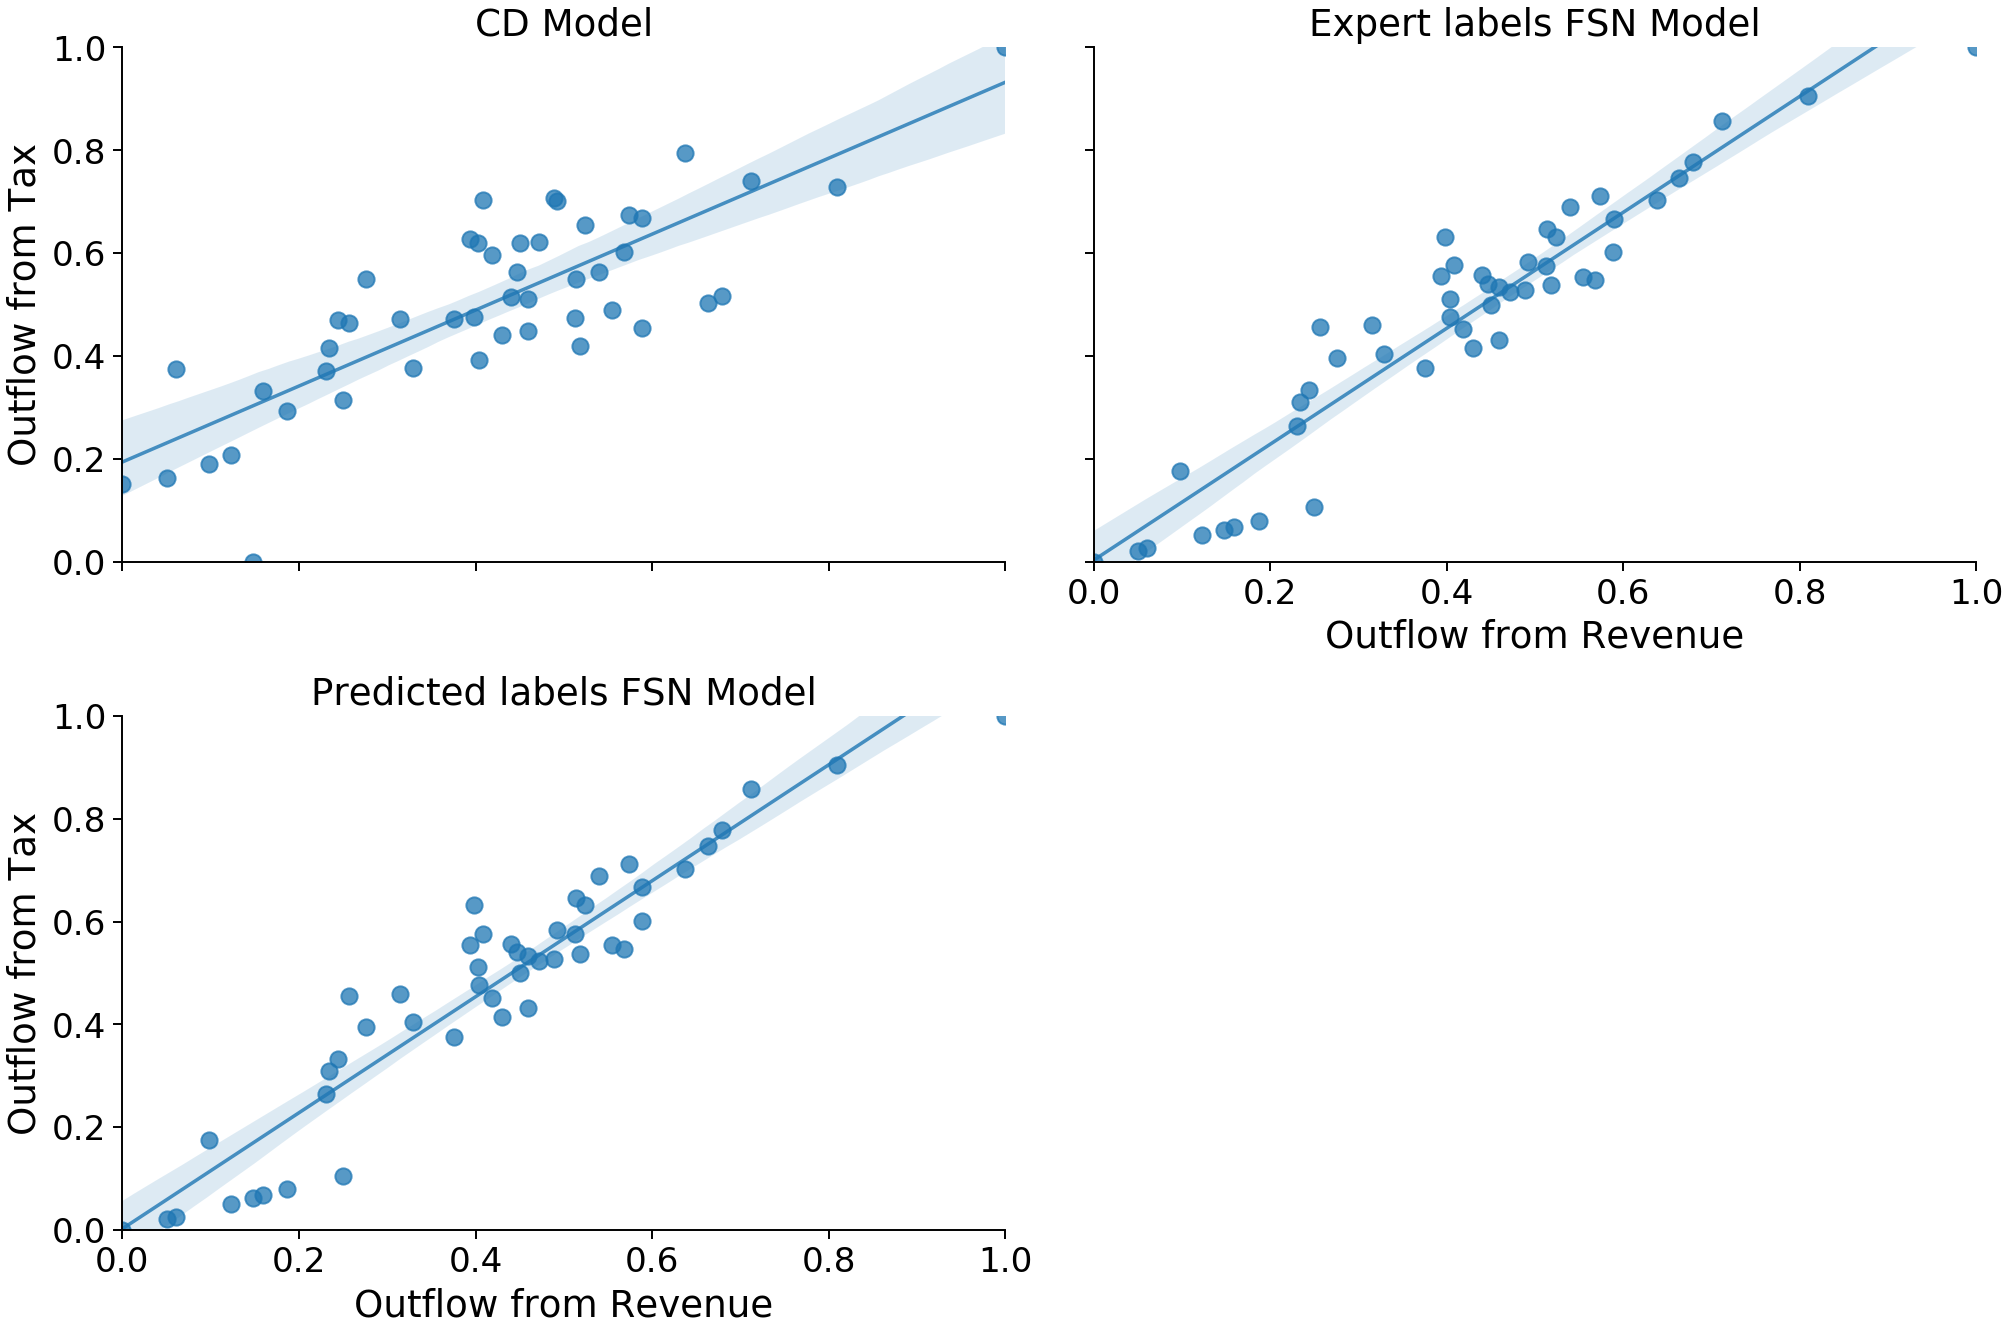 CD Model
Expert labels FSN Model
Outflow from Tax
1.0
0.8
0.6
0.4
0.2
0.0
0.0 0.2 0.4 0.6 0.8 1.0
Outflow from Revenue
Predicted labels FSN Model
Outflow from Tax
1.0
0.8
0.6
0.4
0.2
0.0
0.0 0.2 0.4 0.6 0.8 1.0
Outflow from Revenue